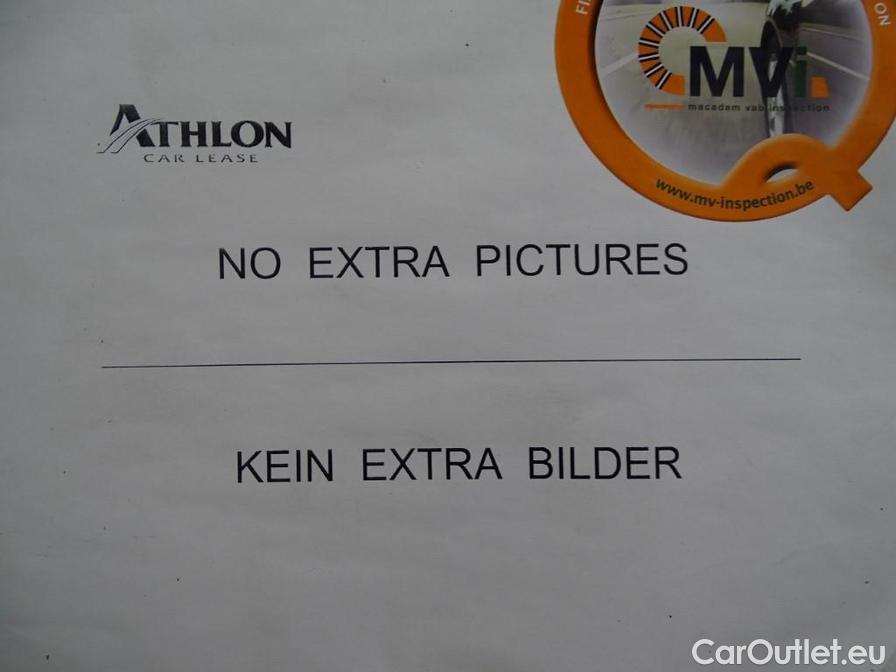 MVi
macadam vab inspection
www.mv-inspection.be
ATHLON
CAR LEASE
NO EXTRA PICTURES
KEIN EXTRA BILDER
CarOutlet.eu